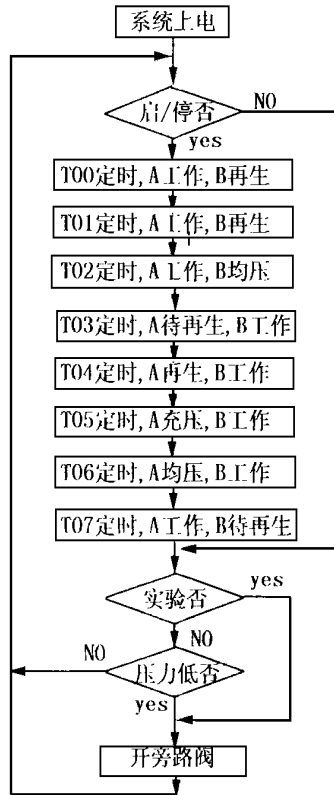 系统上电
启/停否
NO
yes
T00定时,A工作,B再生
T01定时,A工作,B再生
T02定时,A工作,B均压
T03定时,A待再生,B工作
T04定时,A再生,B工作
T05定时,A充压,B工作
T06定时,A均压,B工作
T07定时,A工作,B待再生
实验否
yes
NO
NO
压力低否
yes
开旁路阀